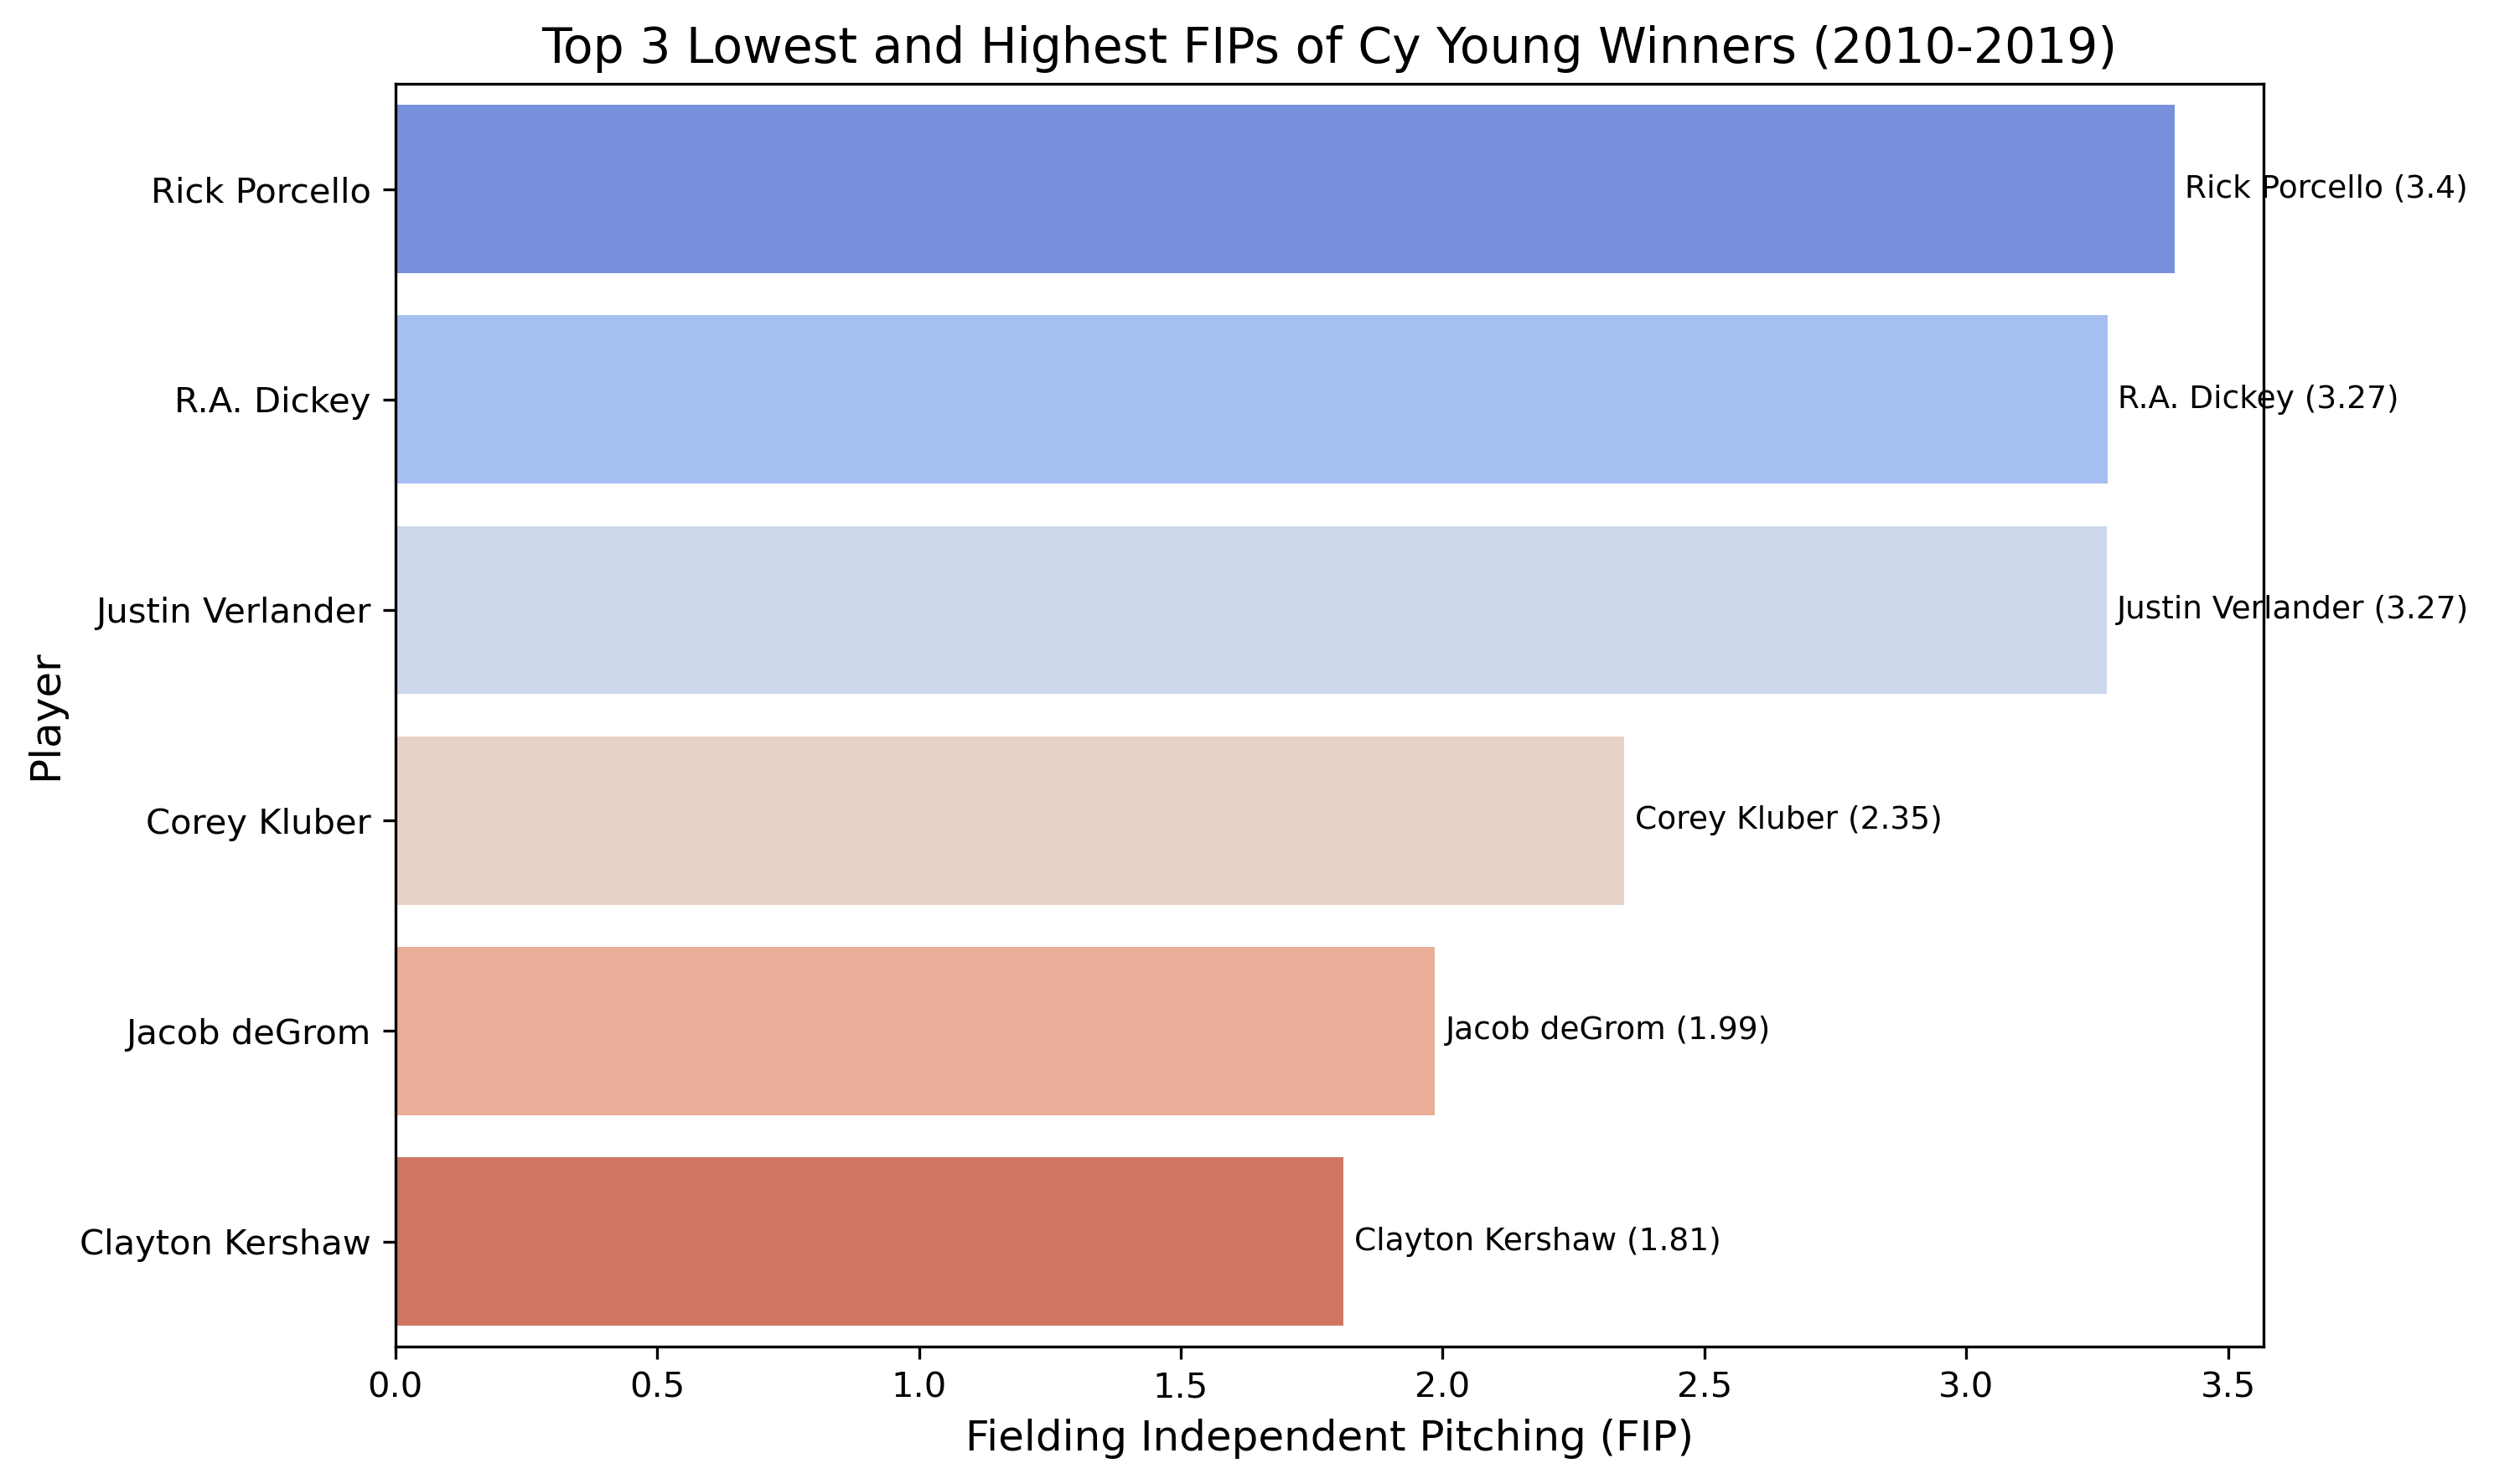 Top 3 Lowest and Highest FIPs of Cy Young Winners (2010-2019)
Player
Rick Porcello
Rick Porcello (3.4)
R.A. Dickey
R.A. Dickey (3.27)
Justin Verlander
Justin Verlander (3.27)
Corey Kluber
Corey Kluber (2.35)
Jacob deGrom
Jacob deGrom (1.99)
Clayton Kershaw
Clayton Kershaw (1.81)
0.0 0.5 1.0 1.5 2.0 2.5 3.0 3.5
Fielding Independent Pitching (FIP)